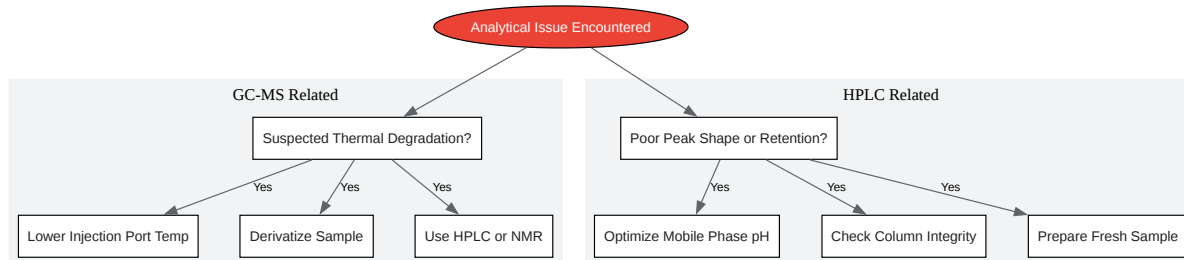 Analytical Issue Encountered
GC-MS Related
HPLC Related
Suspected Thermal Degradation?
Poor Peak Shape or Retention?
Yes
Yes
Yes
Yes
Yes
Yes
Lower Injection Port Temp
Derivatize Sample
Use HPLC or NMR
Optimize Mobile Phase pH
Check Column Integrity
Prepare Fresh Sample